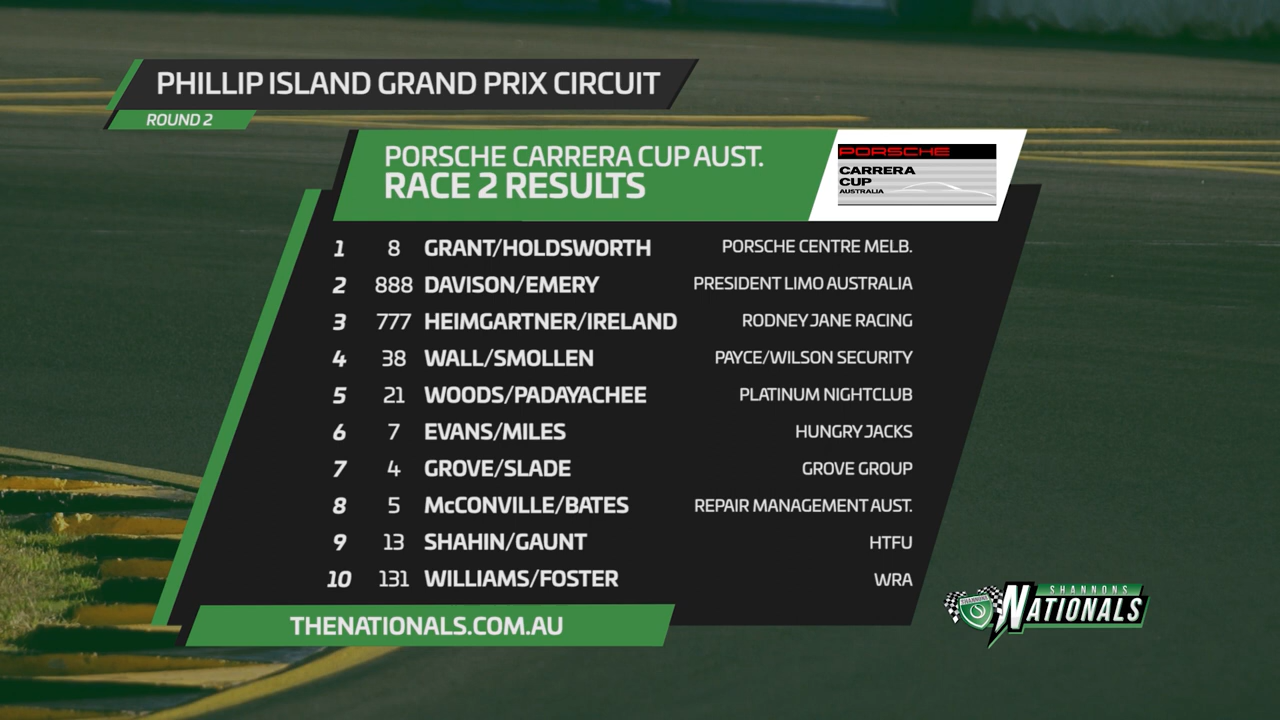 PHILLIP ISLAND GRAND PRIX CIRCUIT
ROUND 2
PORSCHE CARRERA CUP AUST.
RACE 2 RESULTS
PORSCHE
CARRERA
CUP
AUSTRALIA
1 8 GRANT/HOLDSWORTH PORSCHE CENTRE MELB.
2 888 DAVISON/EMERY PRESIDENT LIMO AUSTRALIA
3 777 HEIMGARTNER/IRELAND RODNEY JANE RACING
4 38 WALL/SMOLLEN PAYCE/WILSON SECURITY
5 21 WOODS/PADAYACHEE PLATINUM NIGHTCLUB
6 7 EVANS/MILES HUNGRY JACKS
7 4 GROVE/SLADE GROVE GROUP
8 5 McCONVILLE/BATES REPAIR MANAGEMENT AUST.
9 13 SHAHIN/GAUNT HTFU
10 131 WILLIAMS/FOSTER WRA
THENATIONALS.COM.AU
SHANNONS
NATIONALS